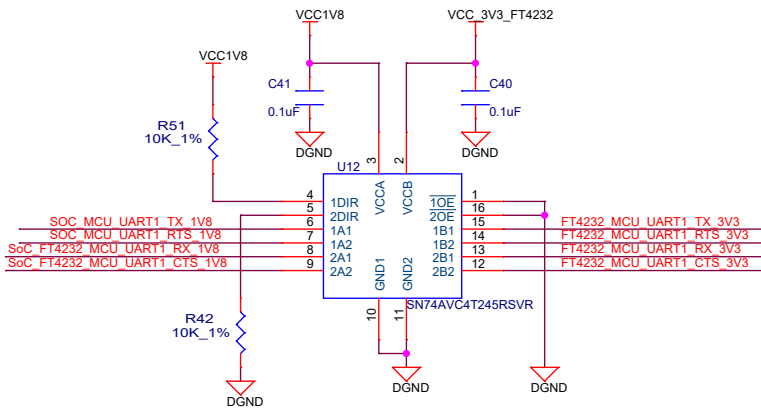 VCC1V8
VCC_3V3_FT4232
VCC1V8
C41
0.1uF
DGND
C40
0.1uF
DGND
R51
10K_1%
U12
3
2
VCCA
VCCB
4
1DIR
1OE
1
5
2DIR
2OE
16
SOC_MCU_UART1_TX_1V8
6
1A1
1B1
15
FT4232_MCU_UART1_TX_3V3
SOC_MCU_UART1_RTS_1V8
7
1A2
1B2
14
FT4232_MCU_UART1_RTS_3V3
SoC_FT4232_MCU_UART1_RX_1V8
8
2A1
2B1
13
FT4232_MCU_UART1_RX_3V3
SoC_FT4232_MCU_UART1_CTS_1V8
9
2A2
2B2
12
FT4232_MCU_UART1_CTS_3V3
GND1
GND2
SN74AVC4T245RSVR
10
11
R42
10K_1%
DGND
DGND
DGND